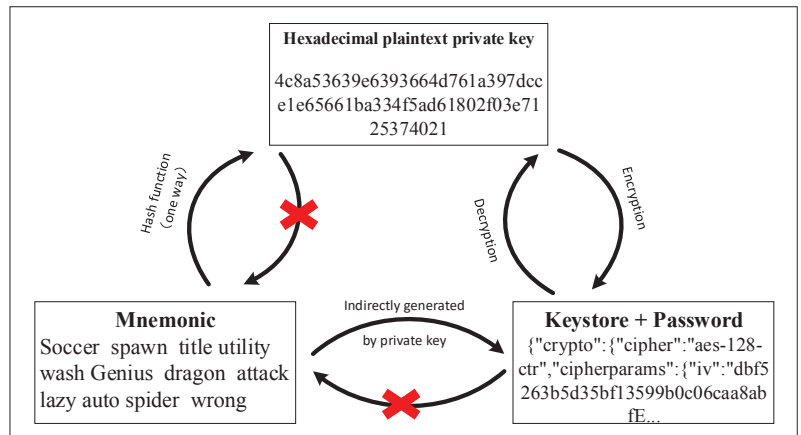 Hexadecimal plaintext private key
4c8a53639e6393664d761a397dcc
e1e65661ba334f5ad61802f03e71
25374021
Hash function
(one way)
Decryption
Encryption
Mnemonic
Soccer spawn title utility
wash Genius dragon attack
lazy auto spider wrong
Indirectly generated
by private key
Keystore + Password
{"crypto":{"cipher":"aes-128-
ctr","cipherparams":{"iv":"dbf5
263b5d35bf13599b0c06caa8ab
fE...